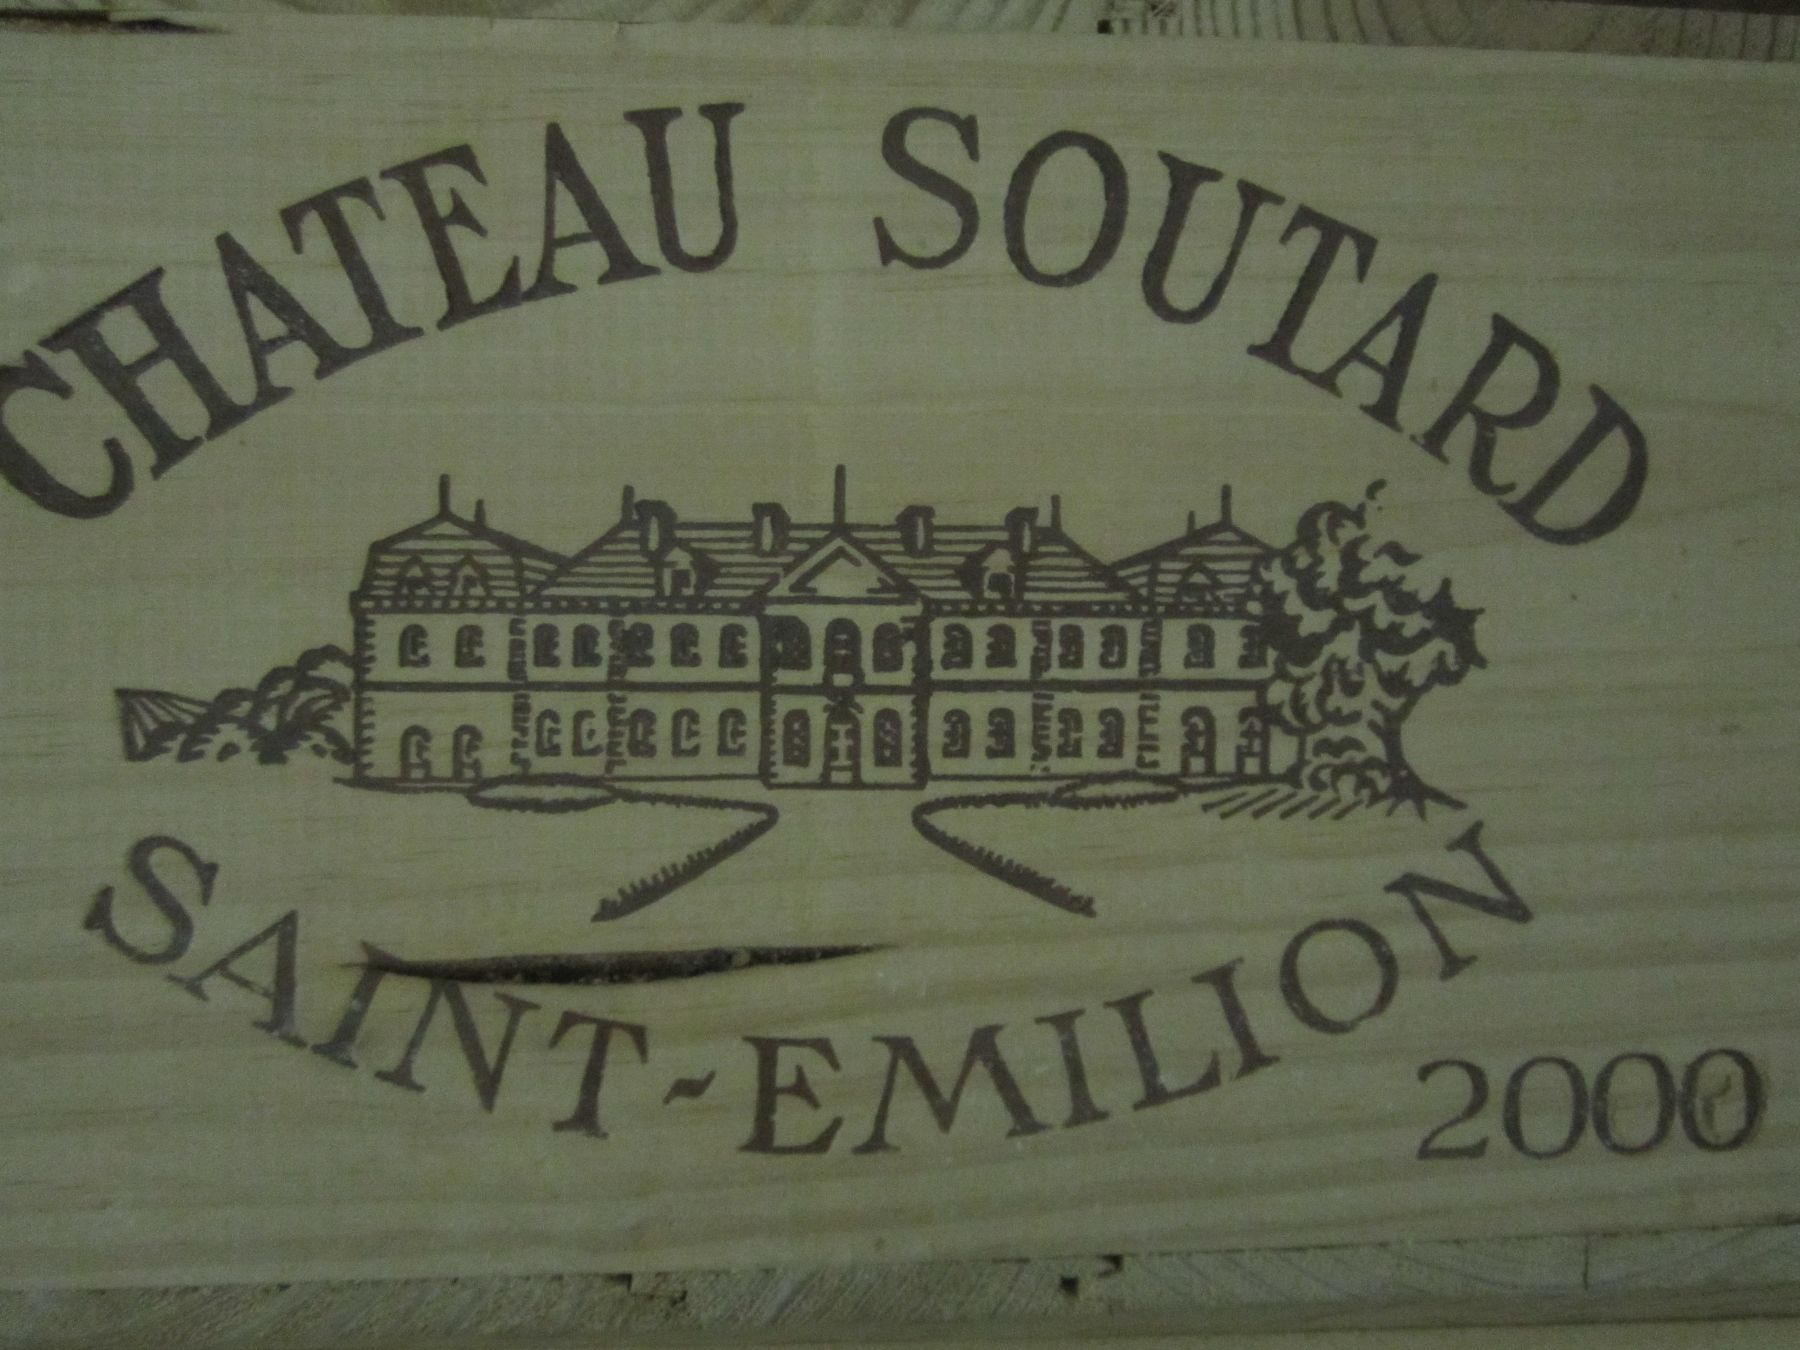 CHATEAU SOUTARD
SAINT-EMILION
2000